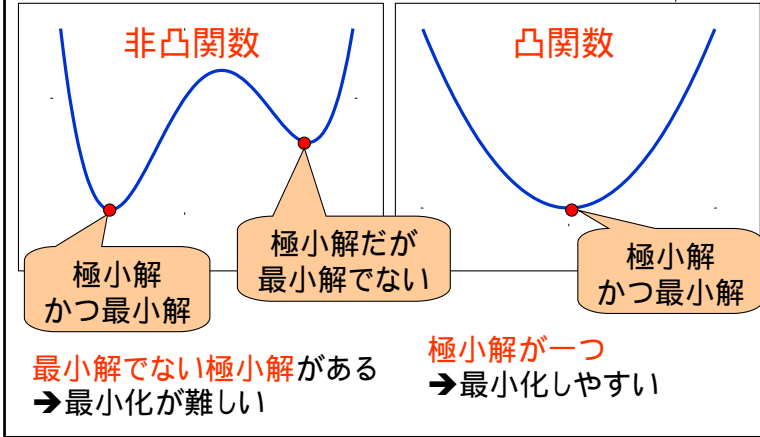 非凸関数
極小解
かつ最小解
極小解だが
最小解でない
最小解でない極小解がある
➔最小化が難しい
凸関数
極小解
かつ最小解
極小解が一つ
➔最小化しやすい